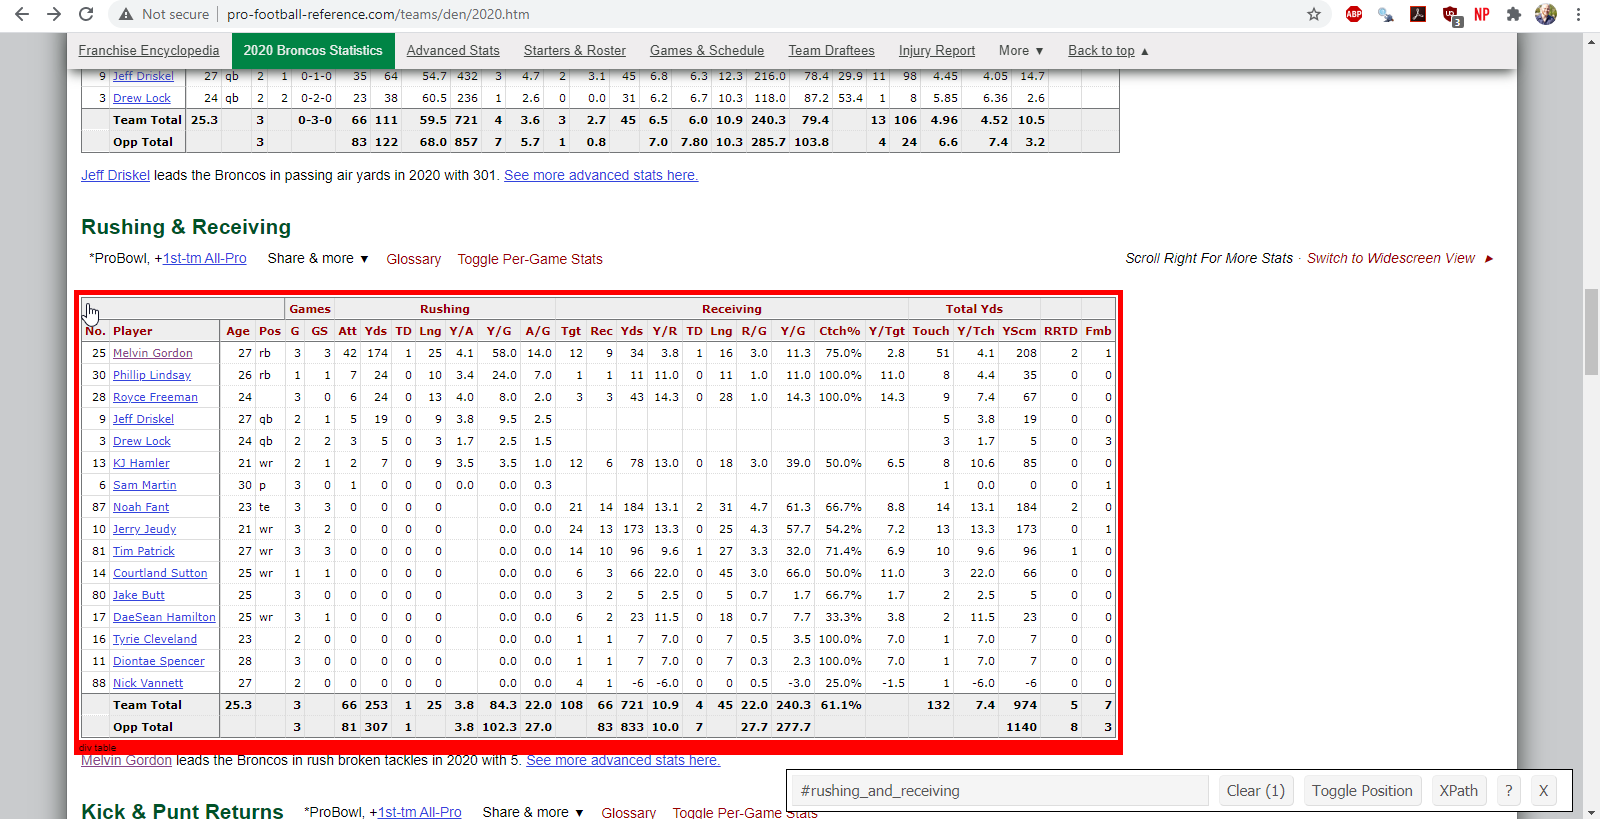 Not secure | pro-football-reference.com/teams/den/2020.htm ABP 3 NP
Franchise Encyclopedia 2020 Broncos Statistics Advanced Stats Starters & Roster Games & Schedule Team Draftees Injury Report More ▼ Back to top ▲
9 Jeff Driskel 27 qb 2 1 0-1-0 35 64 54.7 432 3 4.7 2 3.1 45 6.8 6.3 12.3 216.0 78.4 29.9 11 98 4.45 4.05 14.7
3 Drew Lock 24 qb 2 2 0-2-0 23 38 60.5 236 1 2.6 0 0.0 31 6.2 6.7 10.3 118.0 87.2 53.4 1 8 5.85 6.36 2.6
Team Total 25.3 3 0-3-0 66 111 59.5 721 4 3.6 3 2.7 45 6.5 6.0 10.9 240.3 79.4 13 106 4.96 4.52 10.5
Opp Total 3 83 122 68.0 857 7 5.7 1 0.8 7.0 7.80 10.3 285.7 103.8 4 24 6.6 7.4 3.2
Jeff Driskel leads the Broncos in passing air yards in 2020 with 301. See more advanced stats here.
Rushing & Receiving
*ProBowl, +1st-tm All-Pro Share & more ▼ Glossary Toggle Per-Game Stats Scroll Right For More Stats · Switch to Widescreen View ►
Games Rushing Receiving Total Yds
No. Player Age Pos G GS Att Yds TD Lng Y/A Y/G A/G Tgt Rec Yds Y/R TD Lng R/G Y/G Ctch% Y/Tgt Touch Y/Tch YScm RRTD Fmb
25 Melvin Gordon 27 rb 3 3 42 174 1 25 4.1 58.0 14.0 12 9 34 3.8 1 16 3.0 11.3 75.0% 2.8 51 4.1 208 2 1
30 Phillip Lindsay 26 rb 1 1 7 24 0 10 3.4 24.0 7.0 1 1 11 11.0 0 11 1.0 11.0 100.0% 11.0 8 4.4 35 0 0
28 Royce Freeman 24 3 0 6 24 0 13 4.0 8.0 2.0 3 3 43 14.3 0 28 1.0 14.3 100.0% 14.3 9 7.4 67 0 0
9 Jeff Driskel 27 qb 2 1 5 19 0 9 3.8 9.5 2.5 5 3.8 19 0 0
3 Drew Lock 24 qb 2 2 3 5 0 3 1.7 2.5 1.5 3 1.7 5 0 3
13 KJ Hamler 21 wr 2 1 2 7 0 9 3.5 3.5 1.0 12 6 78 13.0 0 18 3.0 39.0 50.0% 6.5 8 10.6 85 0 0
6 Sam Martin 30 p 3 0 1 0 0 0 0.0 0.0 0.3 1 0.0 0 0 1
87 Noah Fant 23 te 3 3 0 0 0 0 0.0 0.0 21 14 184 13.1 2 31 4.7 61.3 66.7% 8.8 14 13.1 184 2 0
10 Jerry Jeudy 21 wr 3 2 0 0 0 0 0.0 0.0 24 13 173 13.3 0 25 4.3 57.7 54.2% 7.2 13 13.3 173 0 1
81 Tim Patrick 27 wr 3 3 0 0 0 0 0.0 0.0 14 10 96 9.6 1 27 3.3 32.0 71.4% 6.9 10 9.6 96 1 0
14 Courtland Sutton 25 wr 1 1 0 0 0 0 0.0 0.0 6 3 66 22.0 0 45 3.0 66.0 50.0% 11.0 3 22.0 66 0 0
80 Jake Butt 25 3 0 0 0 0 0 0.0 0.0 3 2 5 2.5 0 5 0.7 1.7 66.7% 1.7 2 2.5 5 0 0
17 DaeSean Hamilton 25 wr 3 1 0 0 0 0 0.0 0.0 6 2 23 11.5 0 18 0.7 7.7 33.3% 3.8 2 11.5 23 0 0
16 Tyrie Cleveland 23 2 0 0 0 0 0 0.0 0.0 1 1 7 7.0 0 7 0.5 3.5 100.0% 7.0 1 7.0 7 0 0
11 Diontae Spencer 28 3 0 0 0 0 0 0.0 0.0 1 1 7 7.0 0 7 0.3 2.3 100.0% 7.0 1 7.0 7 0 0
88 Nick Vannett 27 2 0 0 0 0 0 0.0 0.0 4 1 -6 -6.0 0 0 0.5 -3.0 25.0% -1.5 1 -6.0 -6 0 0
Team Total 25.3 3 66 253 1 25 3.8 84.3 22.0 108 66 721 10.9 4 45 22.0 240.3 61.1% 132 7.4 974 5 7
Opp Total 3 81 307 1 3.8 102.3 27.0 83 833 10.0 7 27.7 277.7 1140 8 3
div table
Melvin Gordon leads the Broncos in rush broken tackles in 2020 with 5. See more advanced stats here.
#rushing_and_receiving Clear (1) Toggle Position XPath ? X
Kick & Punt Returns *ProBowl, +1st-tm All-Pro Share & more ▼ Glossary Toggle Per-Game Stats